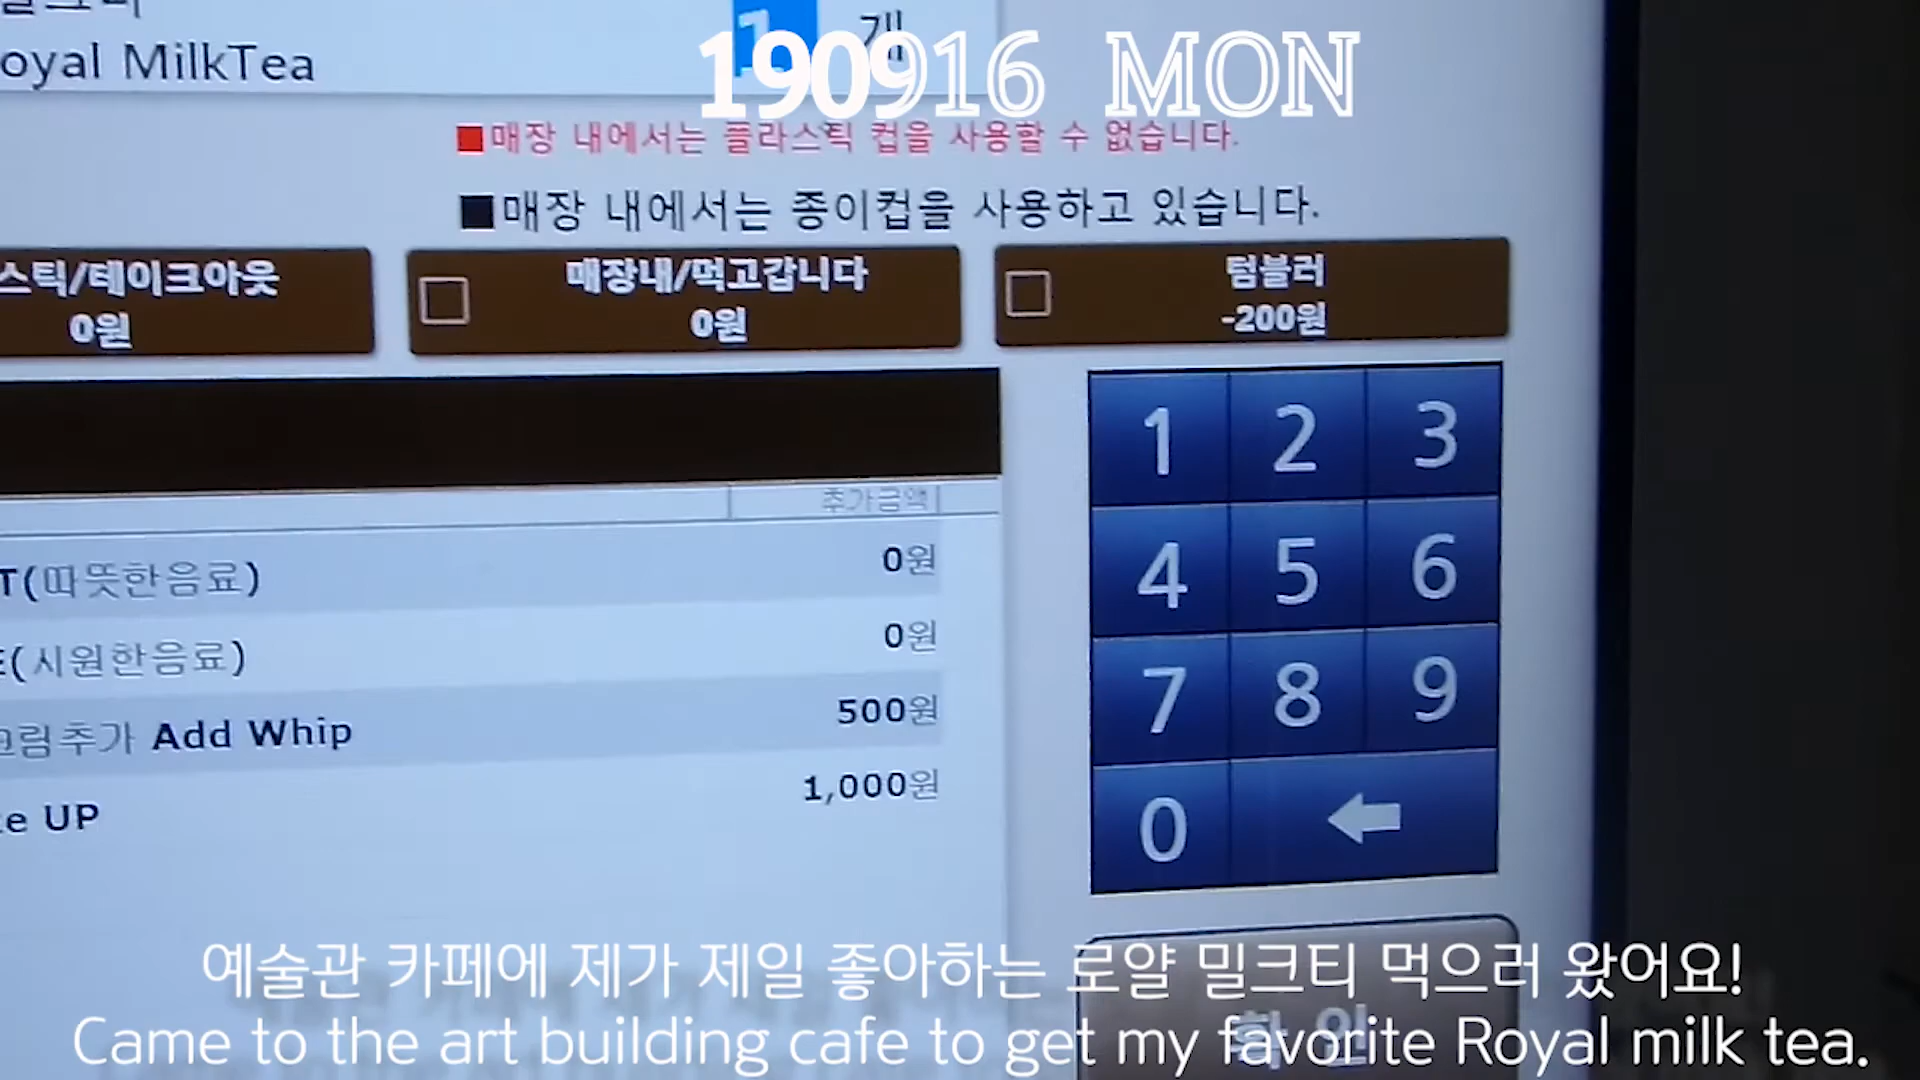 190916 MON
1 개
oyal MilkTea
■매장 내에서는 플라스틱 컵을 사용할 수 없습니다.
■매장 내에서는 종이컵을 사용하고 있습니다.
스틱/테이크아웃
0원
매장내/먹고갑니다
0원
텀블러
-200원
추가금액
T(따뜻한음료) 0원
E(시원한음료) 0원
크림추가 Add Whip 500원
ze UP 1,000원
1 2 3
4 5 6
7 8 9
0
확인
예술관 카페에 제가 제일 좋아하는 로얄 밀크티 먹으러 왔어요!
Came to the art building cafe to get my favorite Royal milk tea.